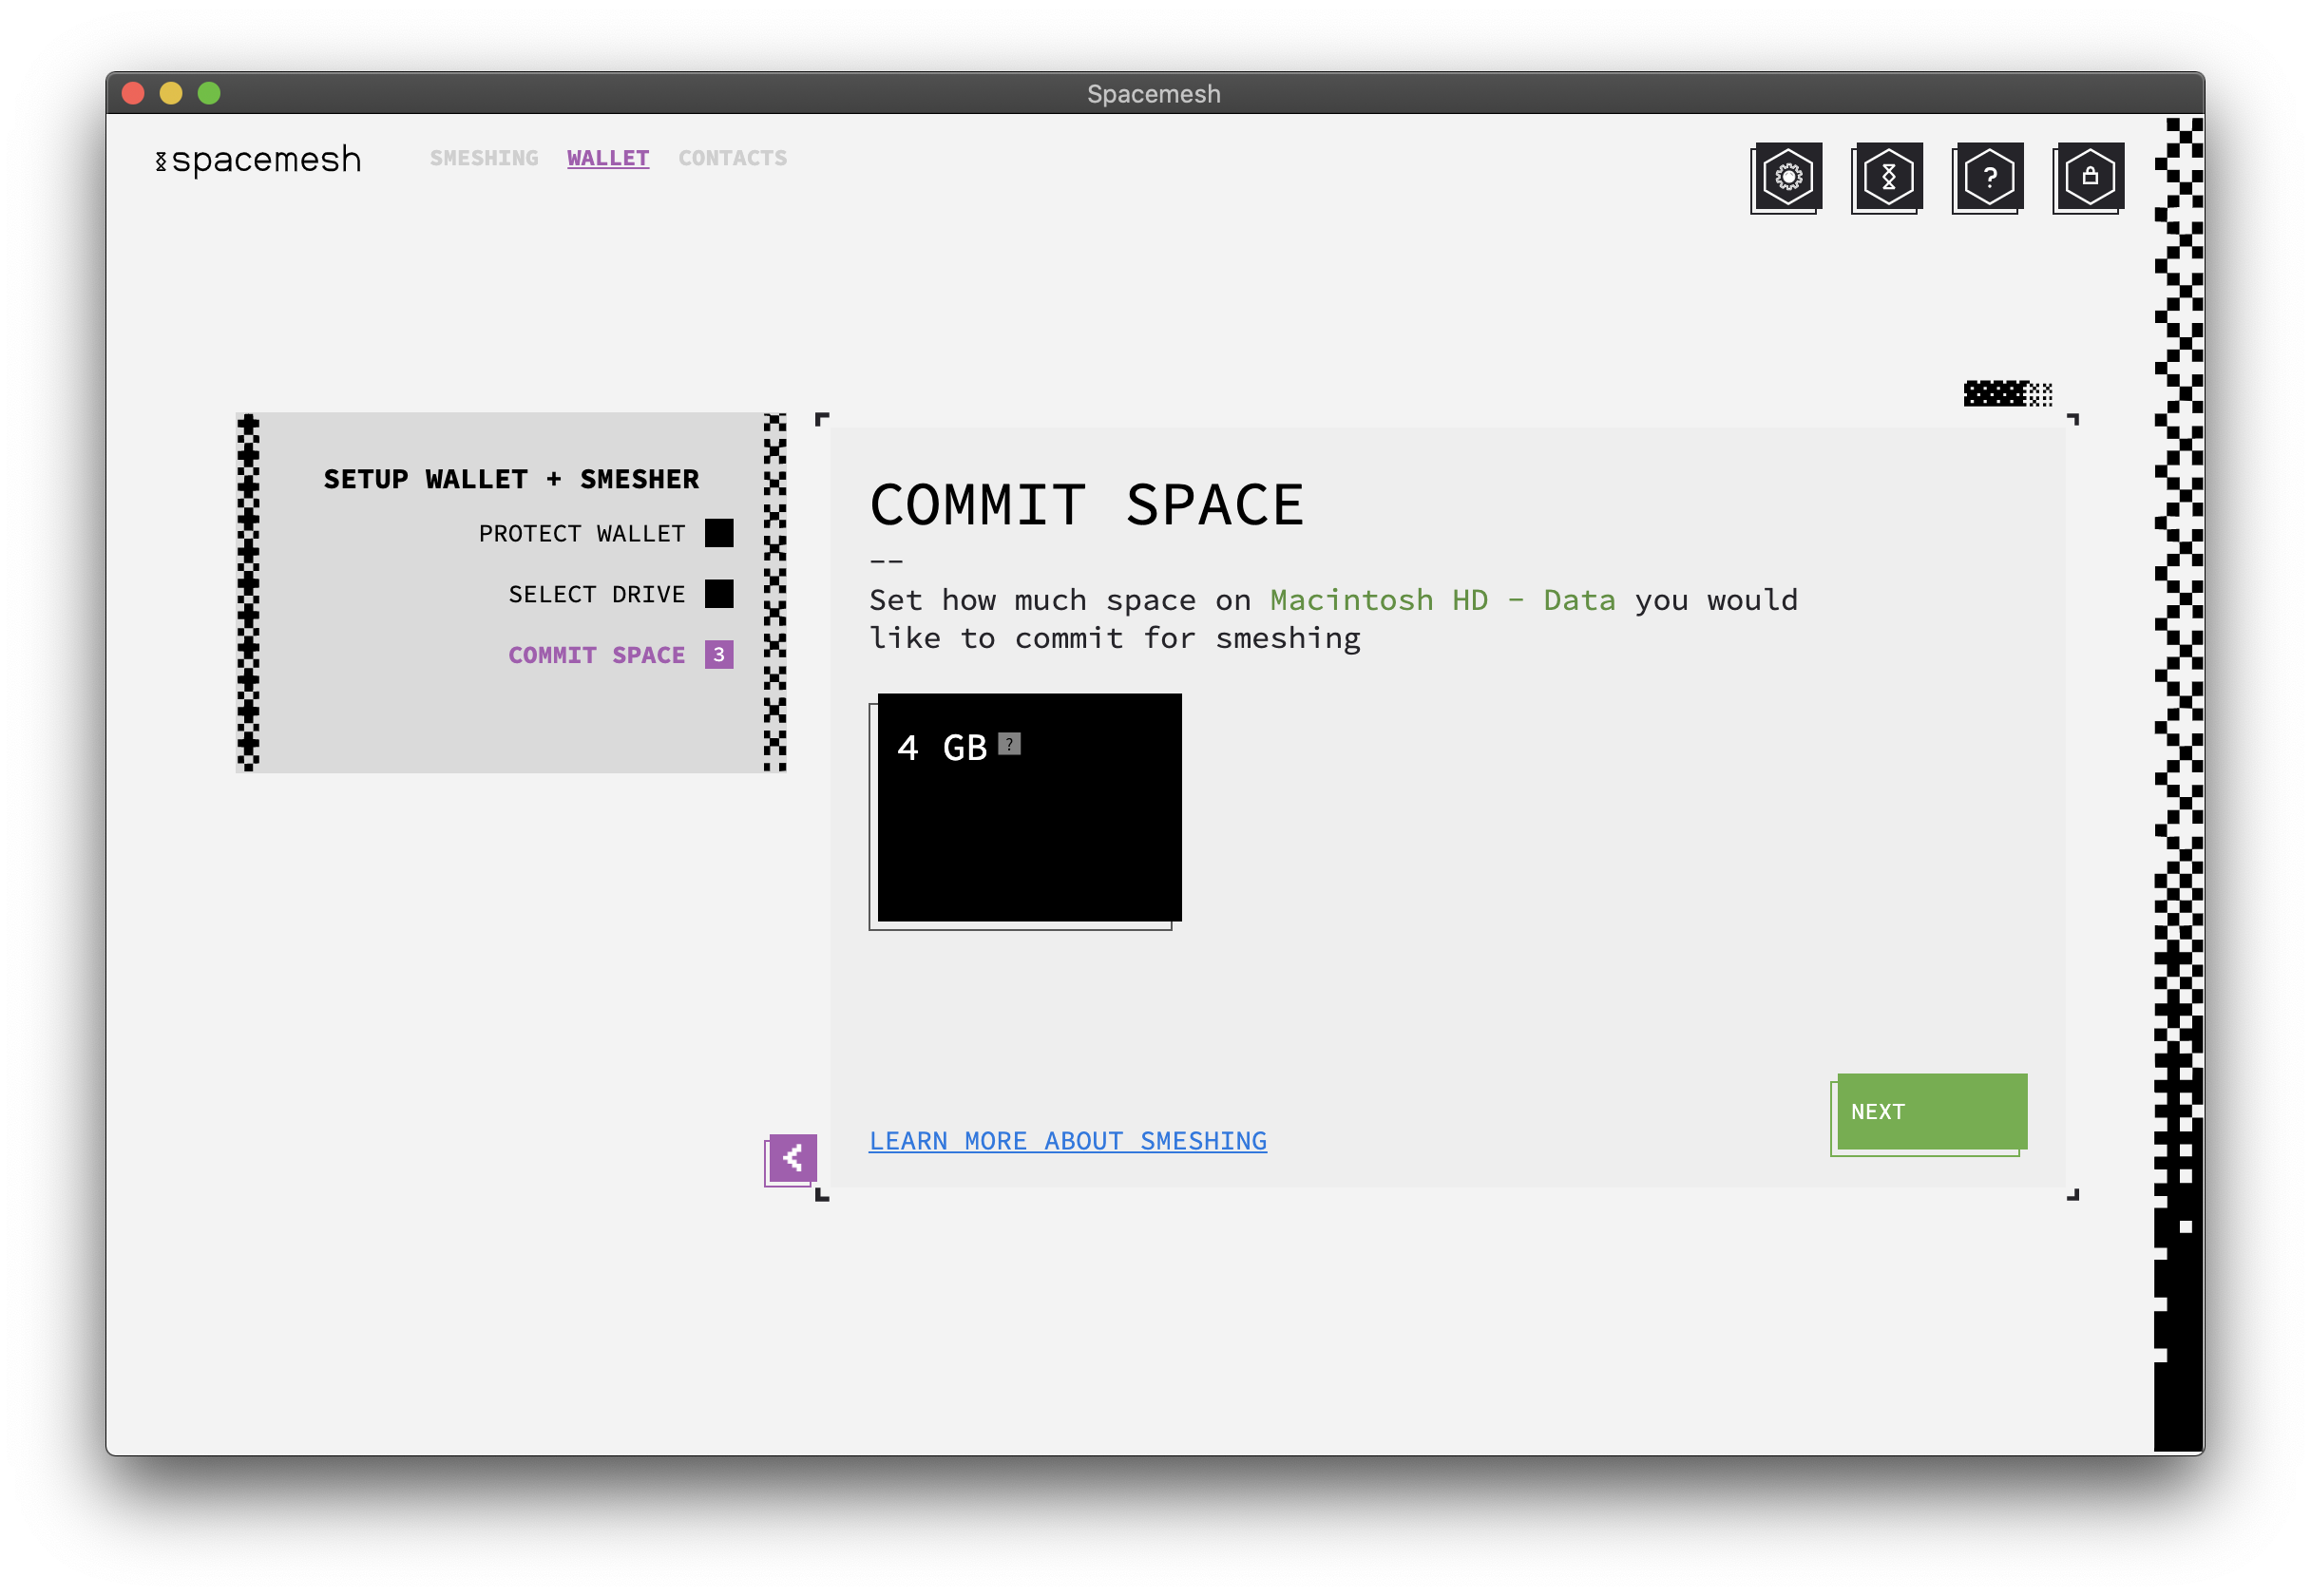 Spacemesh
spacemesh
SMESHING WALLET CONTACTS
?
SETUP WALLET + SMESHER
PROTECT WALLET
SELECT DRIVE
COMMIT SPACE 3
COMMIT SPACE
--
Set how much space on Macintosh HD - Data you would
like to commit for smeshing
4 GB ?
NEXT
LEARN MORE ABOUT SMESHING